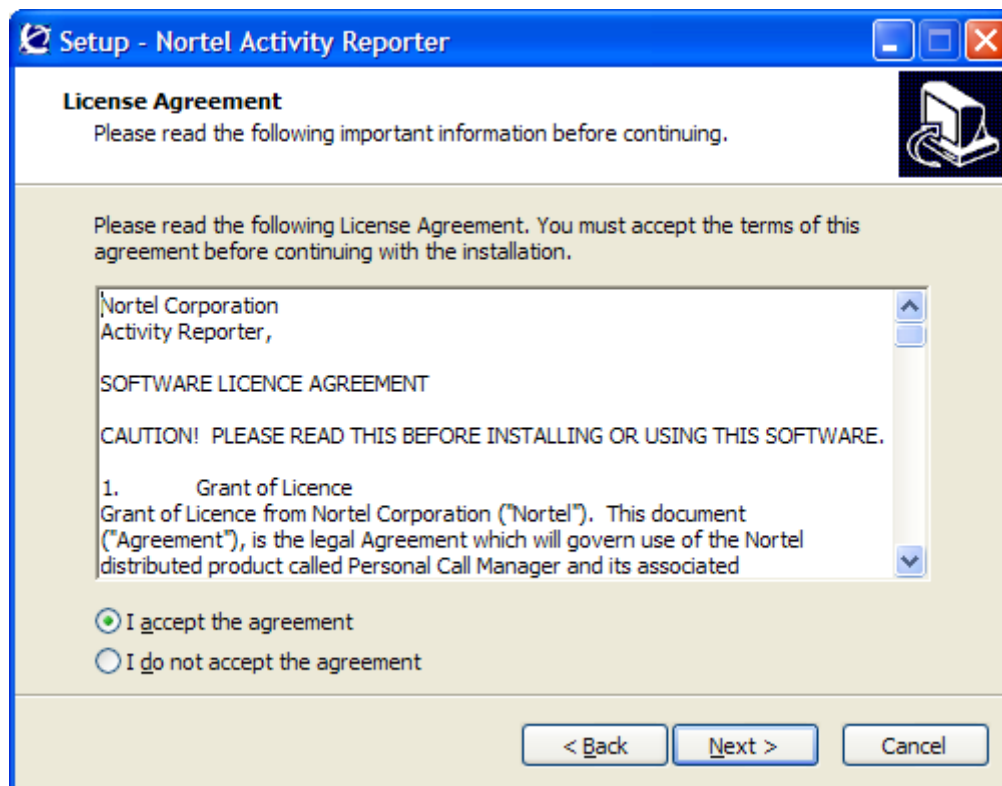 Setup - Nortel Activity Reporter
License Agreement
Please read the following important information before continuing.
Please read the following License Agreement. You must accept the terms of this
agreement before continuing with the installation.
Nortel Corporation
Activity Reporter,
SOFTWARE LICENCE AGREEMENT
CAUTION!  PLEASE READ THIS BEFORE INSTALLING OR USING THIS SOFTWARE.
1. Grant of Licence
Grant of Licence from Nortel Corporation ("Nortel").  This document
("Agreement"), is the legal Agreement which will govern use of the Nortel
distributed product called Personal Call Manager and its associated
I accept the agreement
I do not accept the agreement
< Back Next > Cancel